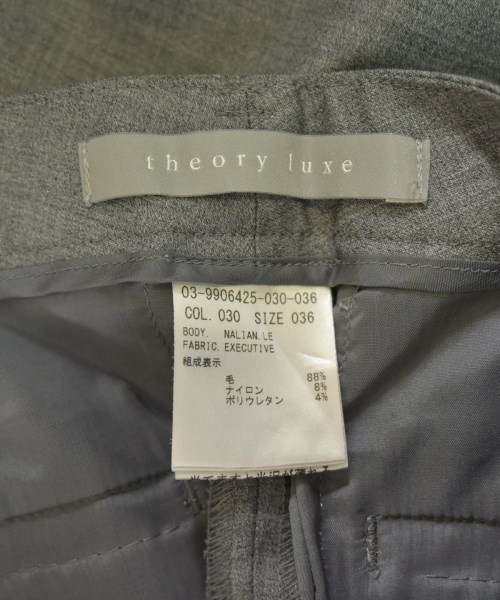 theory luxe
03-9906425-030-036
COL. 030 SIZE 036
BODY. NALIAN.LE
FABRIC. EXECUTIVE
組成表示
毛 88%
ナイロン 8%
ポリウレタン 4%